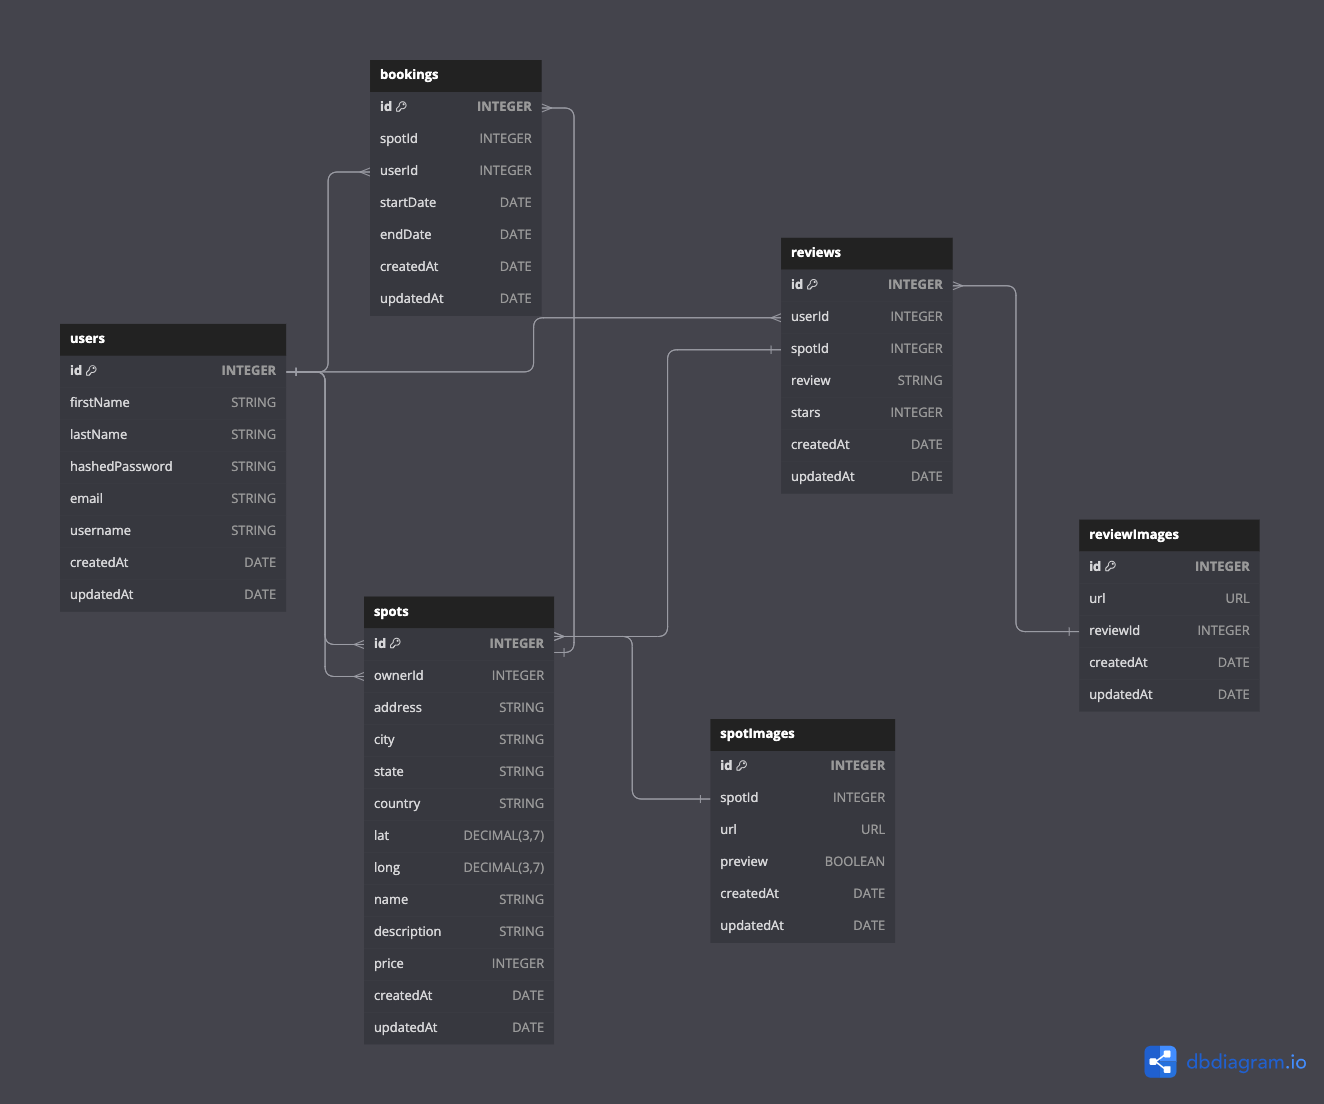 bookings
id INTEGER
spotId INTEGER
userId INTEGER
startDate DATE
endDate DATE
createdAt DATE
updatedAt DATE
reviews
id INTEGER
userId INTEGER
spotId INTEGER
review STRING
stars INTEGER
createdAt DATE
updatedAt DATE
users
id INTEGER
firstName STRING
lastName STRING
hashedPassword STRING
email STRING
username STRING
createdAt DATE
updatedAt DATE
reviewImages
id INTEGER
url URL
reviewId INTEGER
createdAt DATE
updatedAt DATE
spots
id INTEGER
ownerId INTEGER
address STRING
city STRING
state STRING
country STRING
lat DECIMAL(3,7)
long DECIMAL(3,7)
name STRING
description STRING
price INTEGER
createdAt DATE
updatedAt DATE
spotImages
id INTEGER
spotId INTEGER
url URL
preview BOOLEAN
createdAt DATE
updatedAt DATE
dbdiagram.io